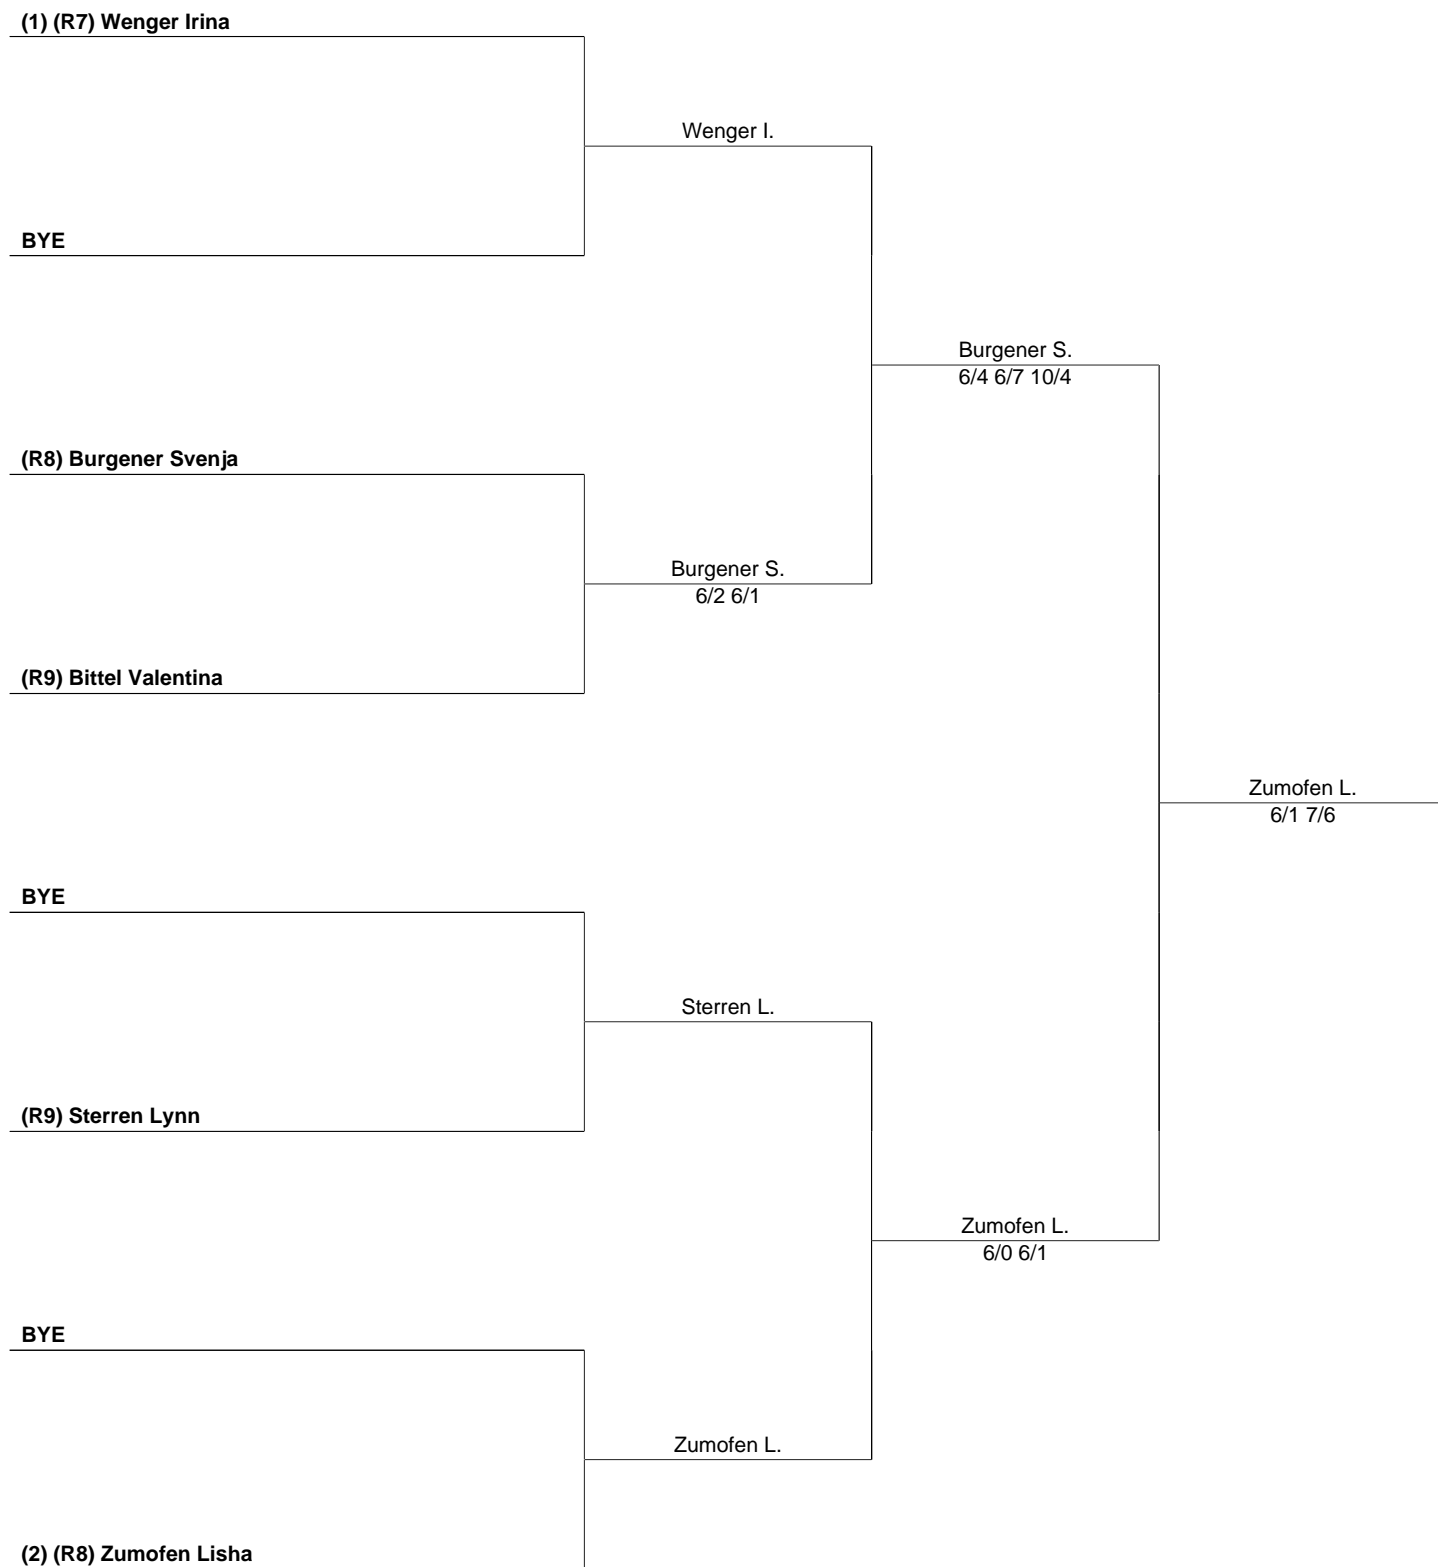 (1) (R7) Wenger Irina
Wenger I.
BYE
Burgener S.
6/4 6/7 10/4
(R8) Burgener Svenja
Burgener S.
6/2 6/1
(R9) Bittel Valentina
Zumofen L.
6/1 7/6
BYE
Sterren L.
(R9) Sterren Lynn
Zumofen L.
6/0 6/1
BYE
Zumofen L.
(2) (R8) Zumofen Lisha